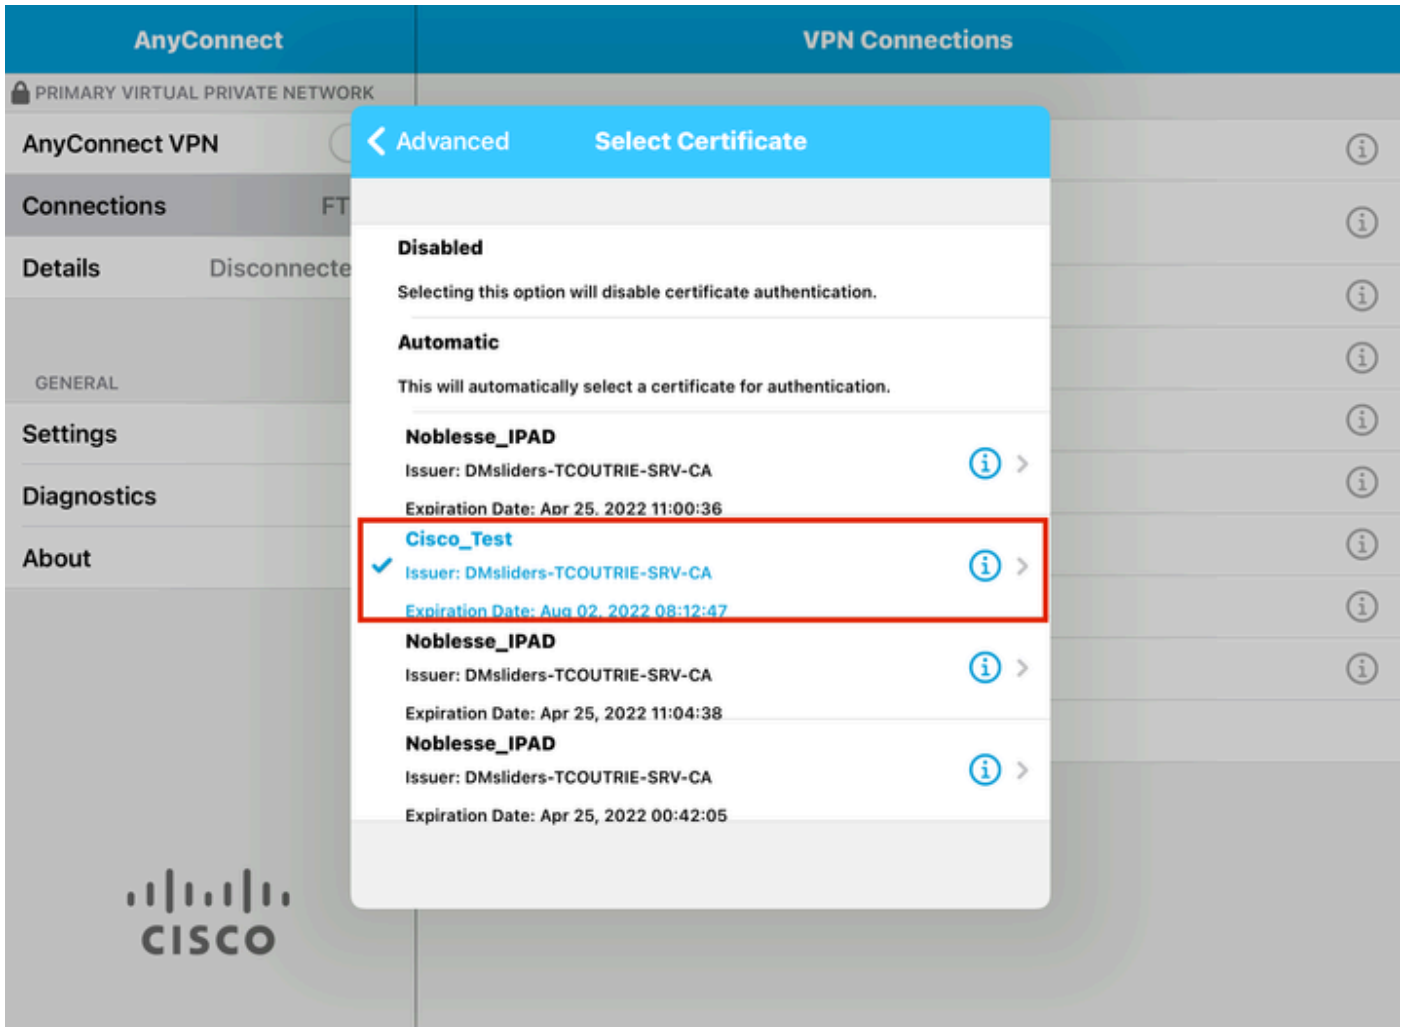 AnyConnect
VPN Connections
PRIMARY VIRTUAL PRIVATE NETWORK
AnyConnect VPN
Connections FT
Details Disconnecte
GENERAL
Settings
Diagnostics
About
CISCO
Advanced
Select Certificate
Disabled
Selecting this option will disable certificate authentication.
Automatic
This will automatically select a certificate for authentication.
Noblesse_IPAD
Issuer: DMsliders-TCOUTRIE-SRV-CA
Expiration Date: Apr 25, 2022 11:00:36
Cisco_Test
Issuer: DMsliders-TCOUTRIE-SRV-CA
Expiration Date: Aug 02, 2022 08:12:47
Noblesse_IPAD
Issuer: DMsliders-TCOUTRIE-SRV-CA
Expiration Date: Apr 25, 2022 11:04:38
Noblesse_IPAD
Issuer: DMsliders-TCOUTRIE-SRV-CA
Expiration Date: Apr 25, 2022 00:42:05